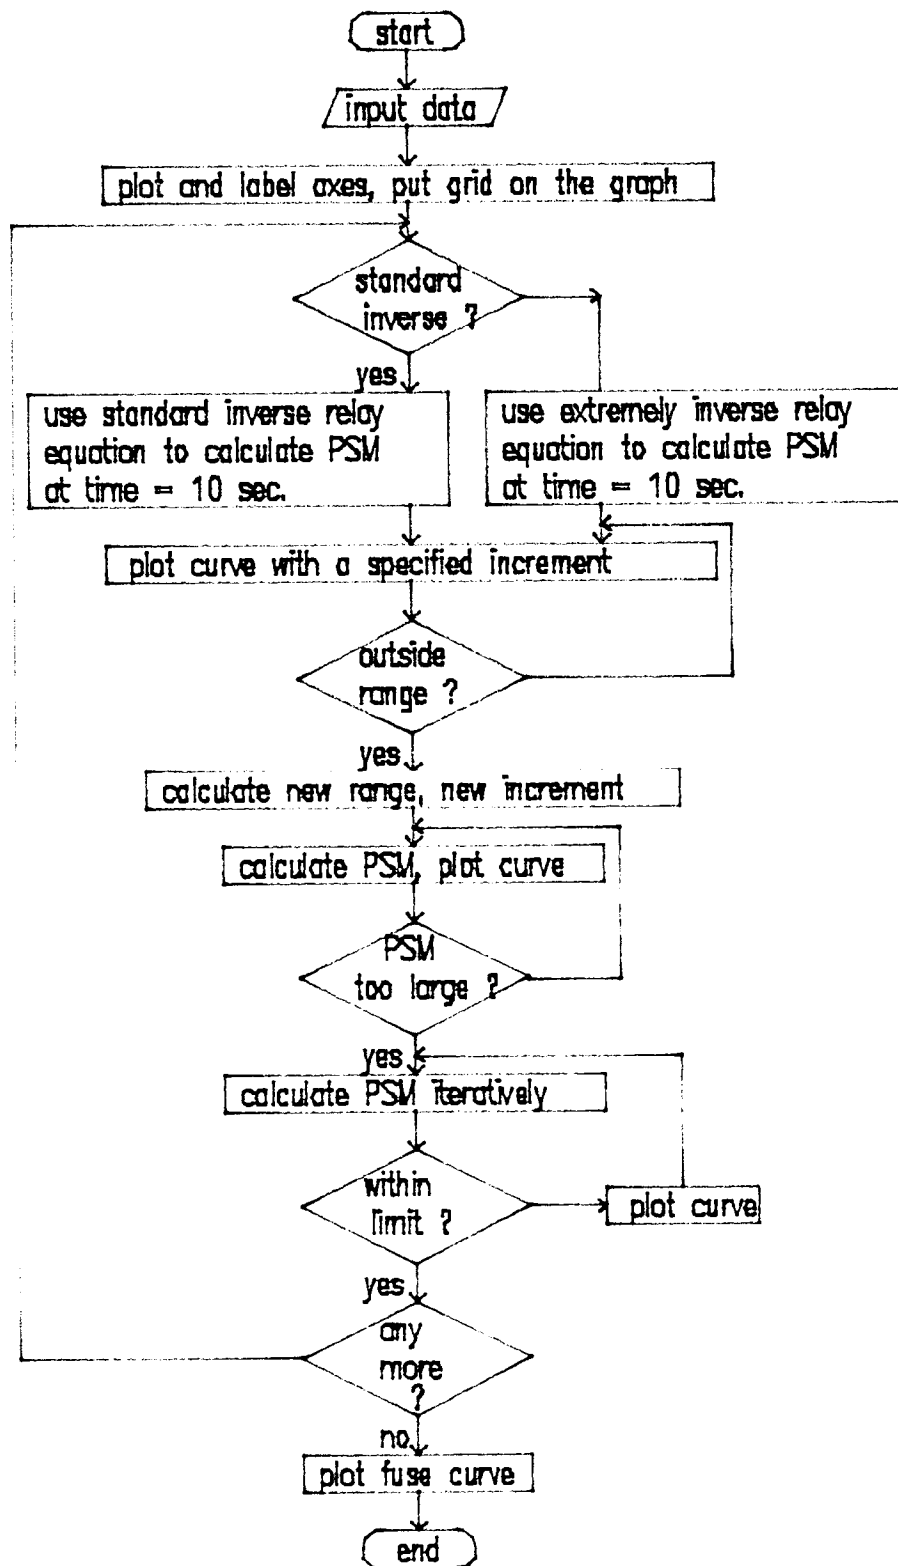 start
input data
plot and label axes, put grid on the graph
standard
inverse ?
yes
use standard inverse relay
equation to calculate PSM
at time = 10 sec.
use extremely inverse relay
equation to calculate PSM
at time = 10 sec.
plot curve with a specified increment
outside
range ?
yes
calculate new range, new increment
calculate PSM, plot curve
PSM
too large ?
yes
calculate PSM iteratively
within
limit ?
plot curve
yes
any
more
?
no
plot fuse curve
end